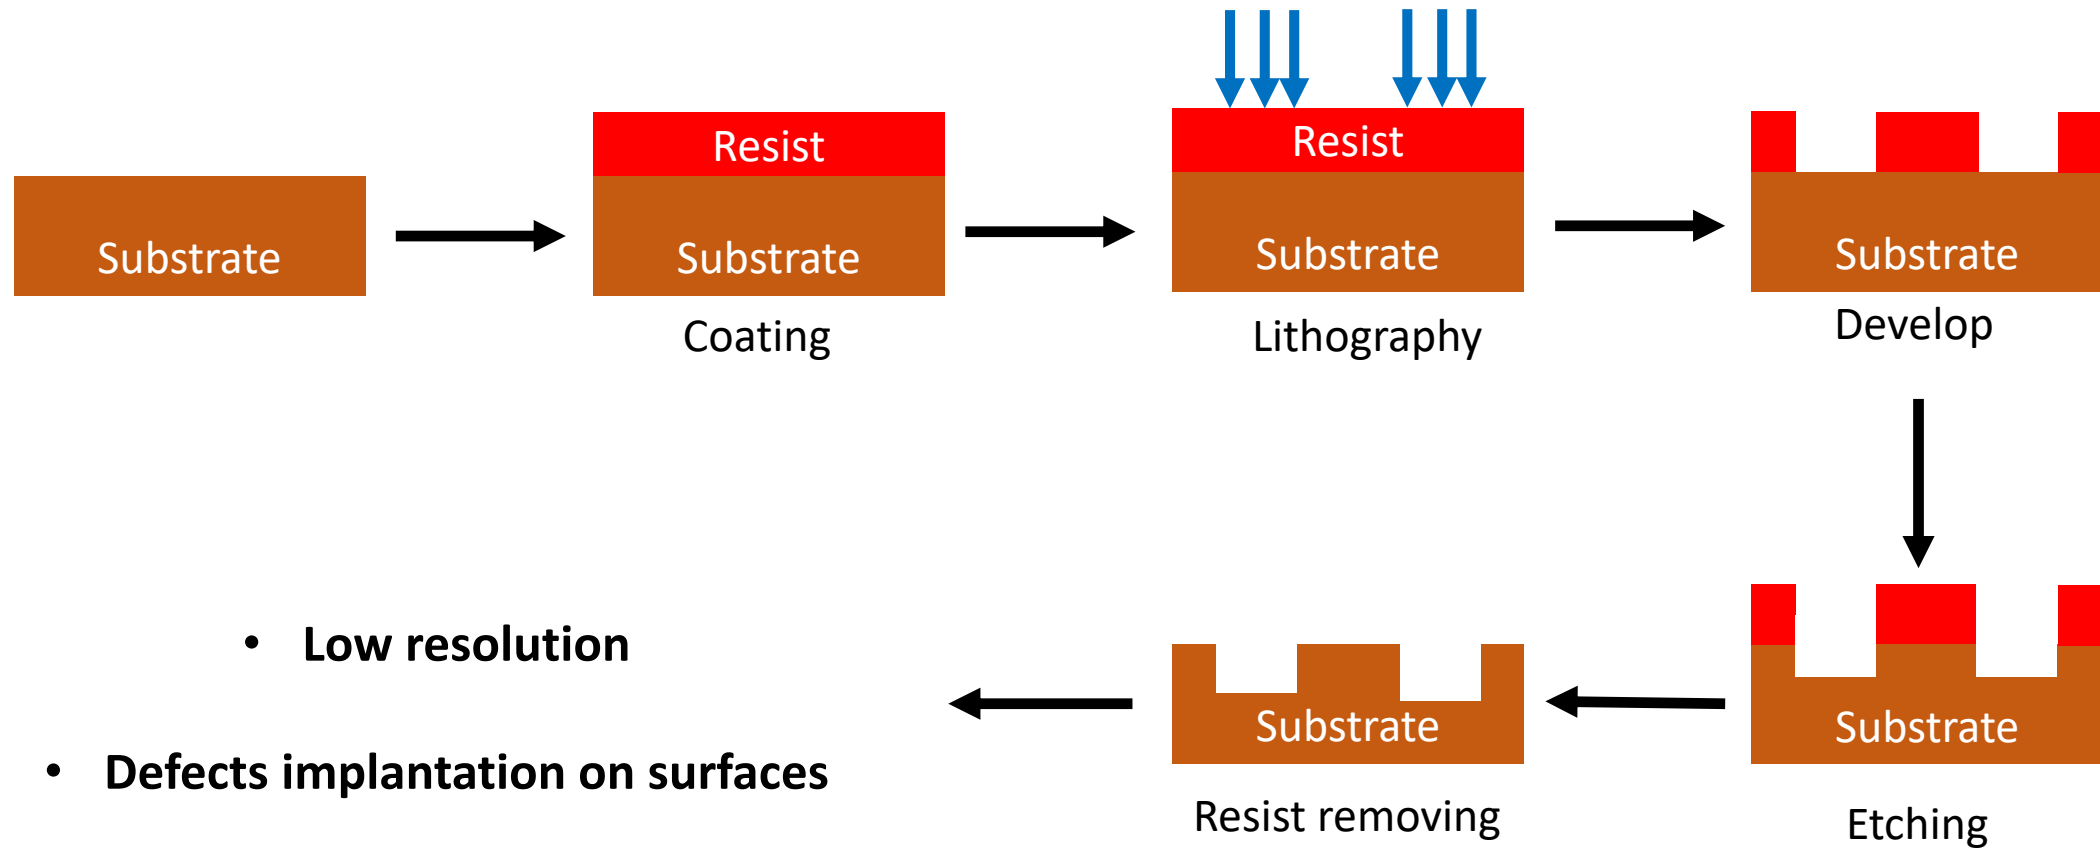 Substrate
Resist
Substrate
Coating
Resist
Substrate
Lithography
Substrate
Develop
Substrate
Etching
Substrate
Resist removing
• Low resolution
• Defects implantation on surfaces